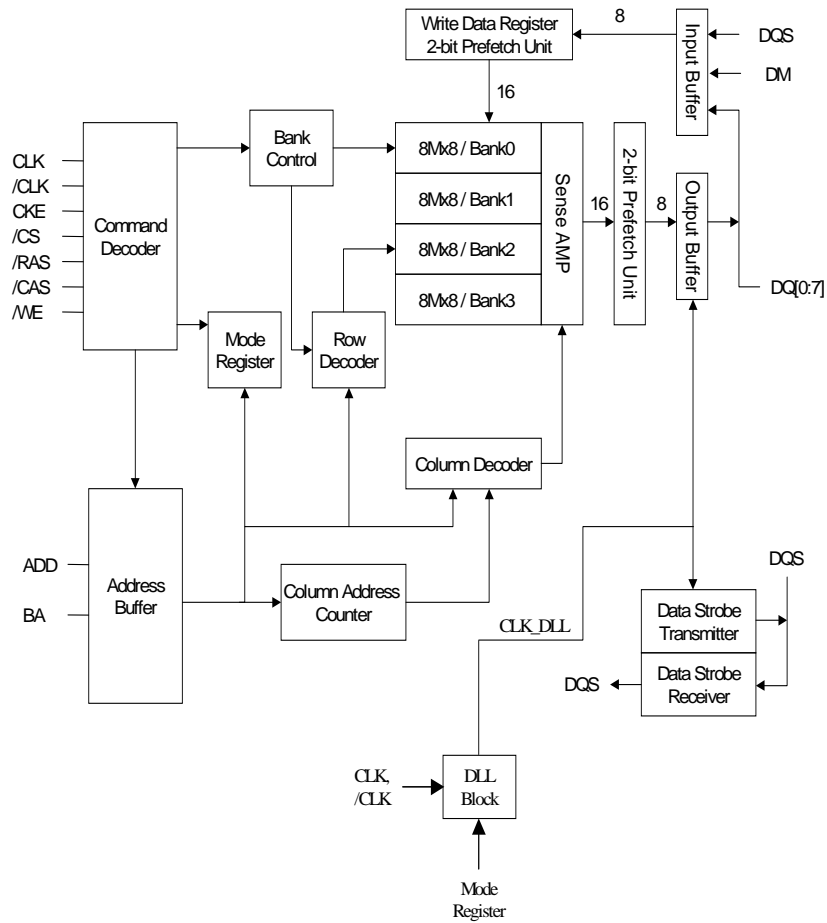 Write Data Register
2-bit Prefetch Unit
8
Input Buffer
DQS
DM
16
Bank
Control
8Mx8 / Bank0
8Mx8 / Bank1
8Mx8 / Bank2
8Mx8 / Bank3
Sense AMP
16
2-bit Prefetch Unit
8
Output Buffer
DQ[0:7]
CLK
/CLK
CKE
/CS
/RAS
/CAS
/WE
Command
Decoder
Mode
Register
Row
Decoder
Column Decoder
ADD
BA
Address
Buffer
Column Address
Counter
CLK_DLL
DQS
Data Strobe
Transmitter
Data Strobe
Receiver
DQS
CLK,
/CLK
DLL
Block
Mode
Register